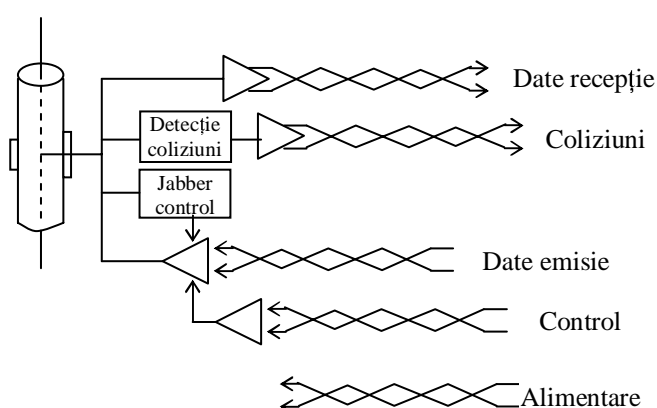 Date recepție
Detecție
coliziuni
Coliziuni
Jabber
control
Date emisie
Control
Alimentare